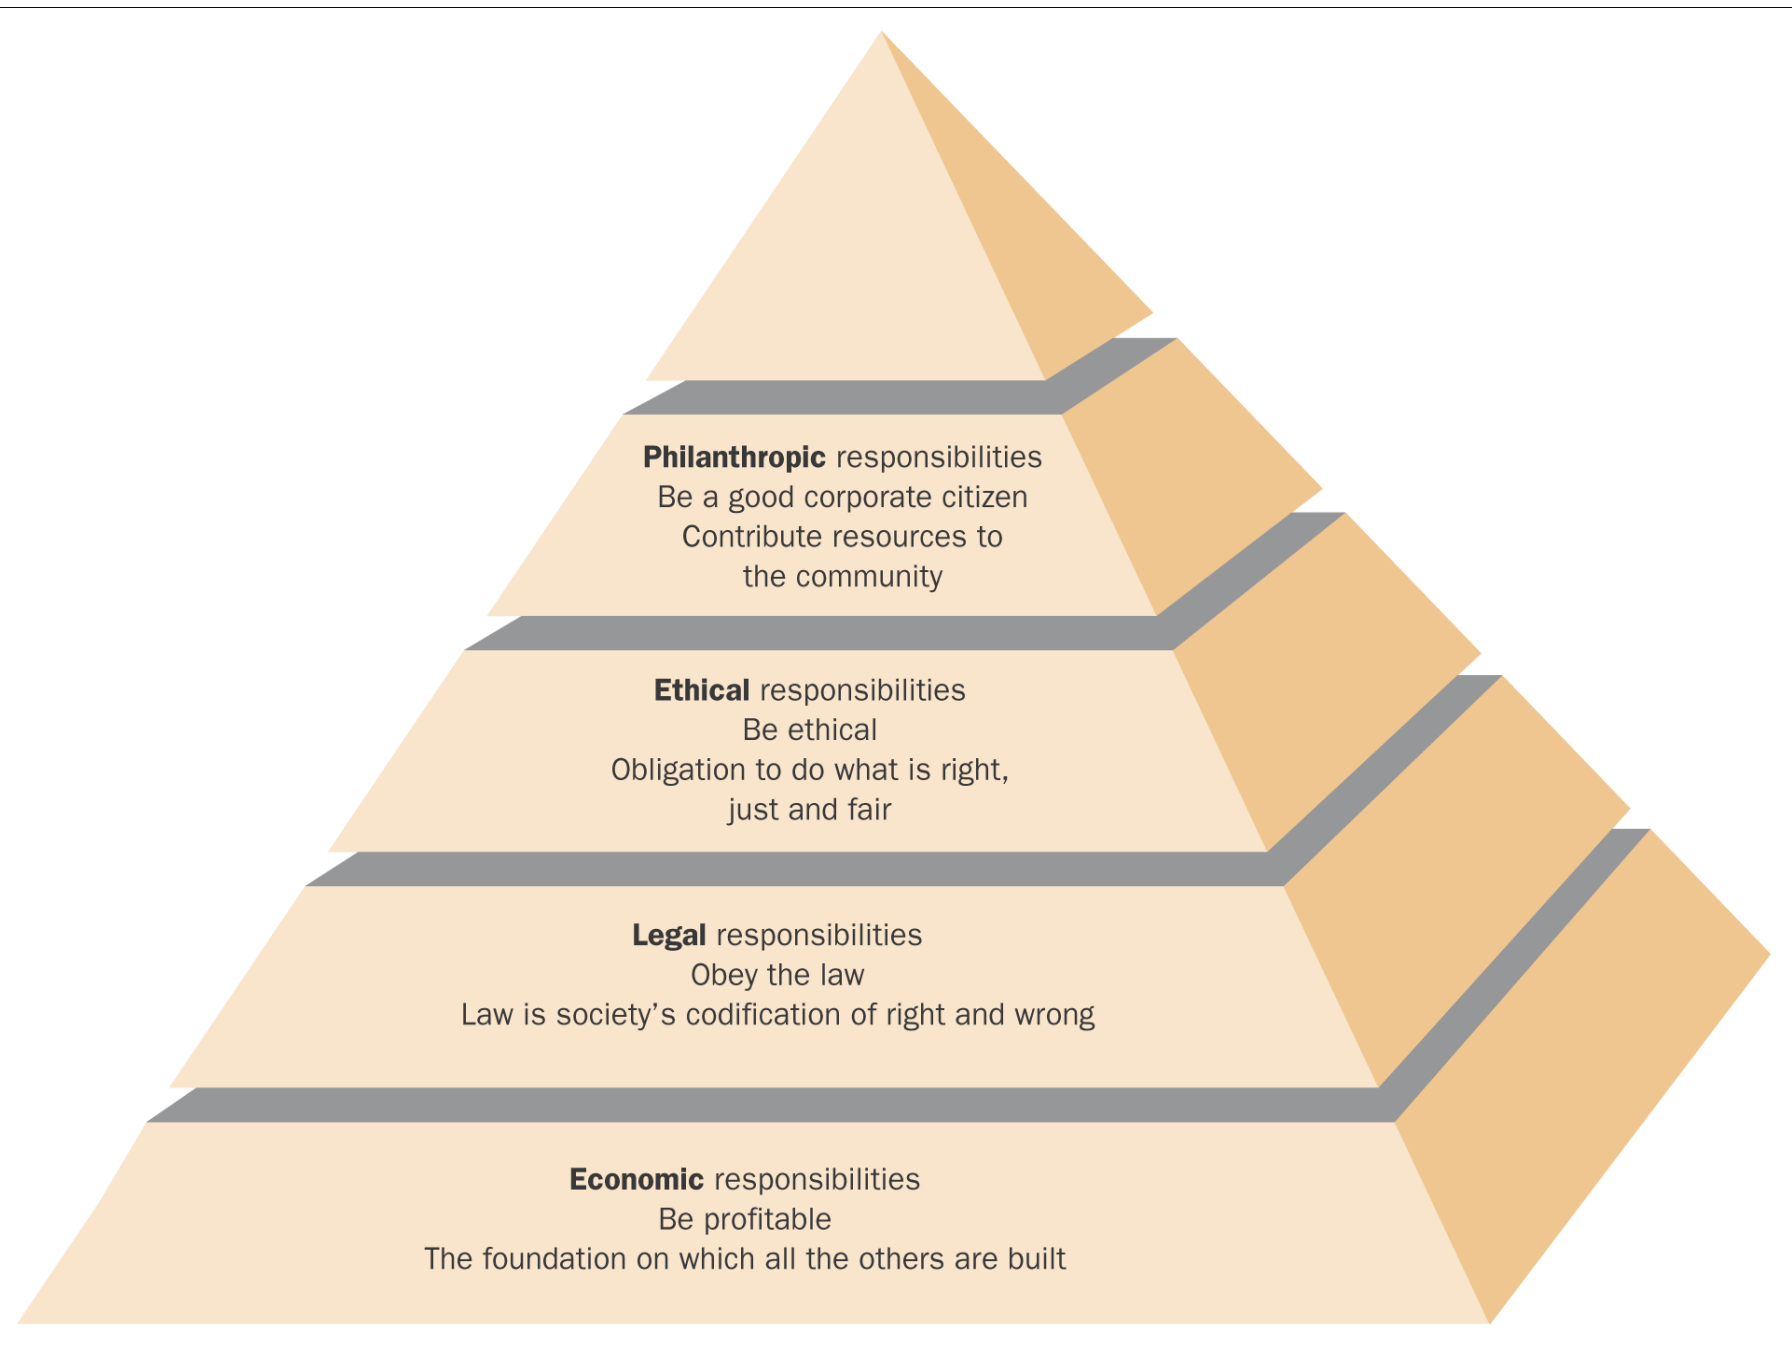 Philanthropic responsibilities
Be a good corporate citizen
Contribute resources to
the community
Ethical responsibilities
Be ethical
Obligation to do what is right,
just and fair
Legal responsibilities
Obey the law
Law is society’s codification of right and wrong
Economic responsibilities
Be profitable
The foundation on which all the others are built